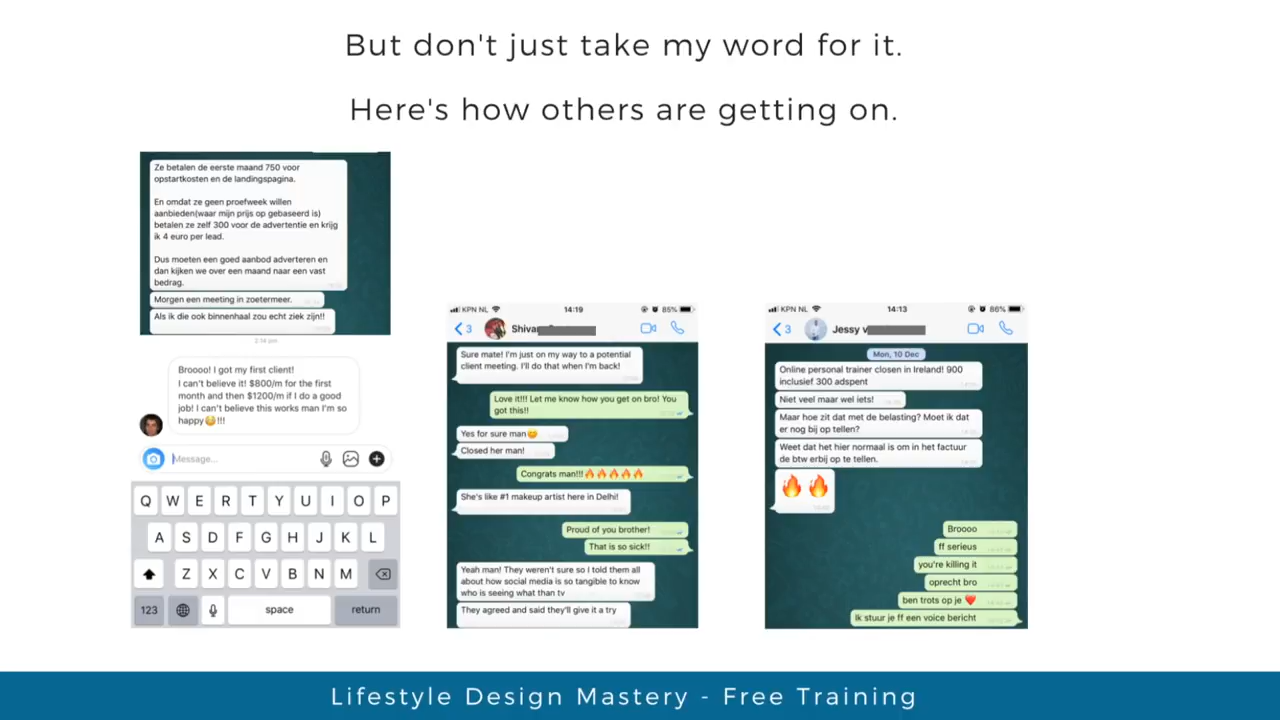 But don't just take my word for it.
Here's how others are getting on.
Ze betalen de eerste maand 750 voor
opstartkosten en de landingspagina.
En omdat ze geen proefweek willen
aanbieden(waar mijn prijs op gebaseerd is)
betalen ze zelf 300 voor de advertentie en krijg
ik 4 euro per lead.
Dus moeten een goed aanbod adverteren en
dan kijken we over een maand naar een vast
bedrag.
Morgen een meeting in zoetermeer.
Als ik die ook binnenhaal zou echt ziek zijn!!
2:14 pm
Broooo! I got my first client!
I can't believe it! $800/m for the first
month and then $1200/m if I do a good
job! I can't believe this works man I'm so
happy😳!!!
Message...
Q W E R T Y U I O P
A S D F G H J K L
Z X C V B N M
123 space return
KPN NL 14:19 85%
3 Shivan
Sure mate! I'm just on my way to a potential
client meeting. I'll do that when I'm back!
Love it!!! Let me know how you get on bro! You
got this!!
Yes for sure man😊
Closed her man!
Congrats man!!!🔥🔥🔥🔥🔥
She's like #1 makeup artist here in Delhi!
Proud of you brother!
That is so sick!!
Yeah man! They weren't sure so I told them all
about how social media is so tangible to know
who is seeing what than tv
They agreed and said they'll give it a try
KPN NL 14:13 86%
3 Jessy v
Mon, 10 Dec
Online personal trainer closen in Ireland! 900
inclusief 300 adspent
Niet veel maar wel iets!
Maar hoe zit dat met de belasting? Moet ik dat
er nog bij op tellen?
Weet dat het hier normaal is om in het factuur
de btw erbij op te tellen.
🔥🔥
Broooo
ff serieus
you're killing it
oprecht bro
ben trots op je ❤️
Ik stuur je ff een voice bericht
Lifestyle Design Mastery - Free Training